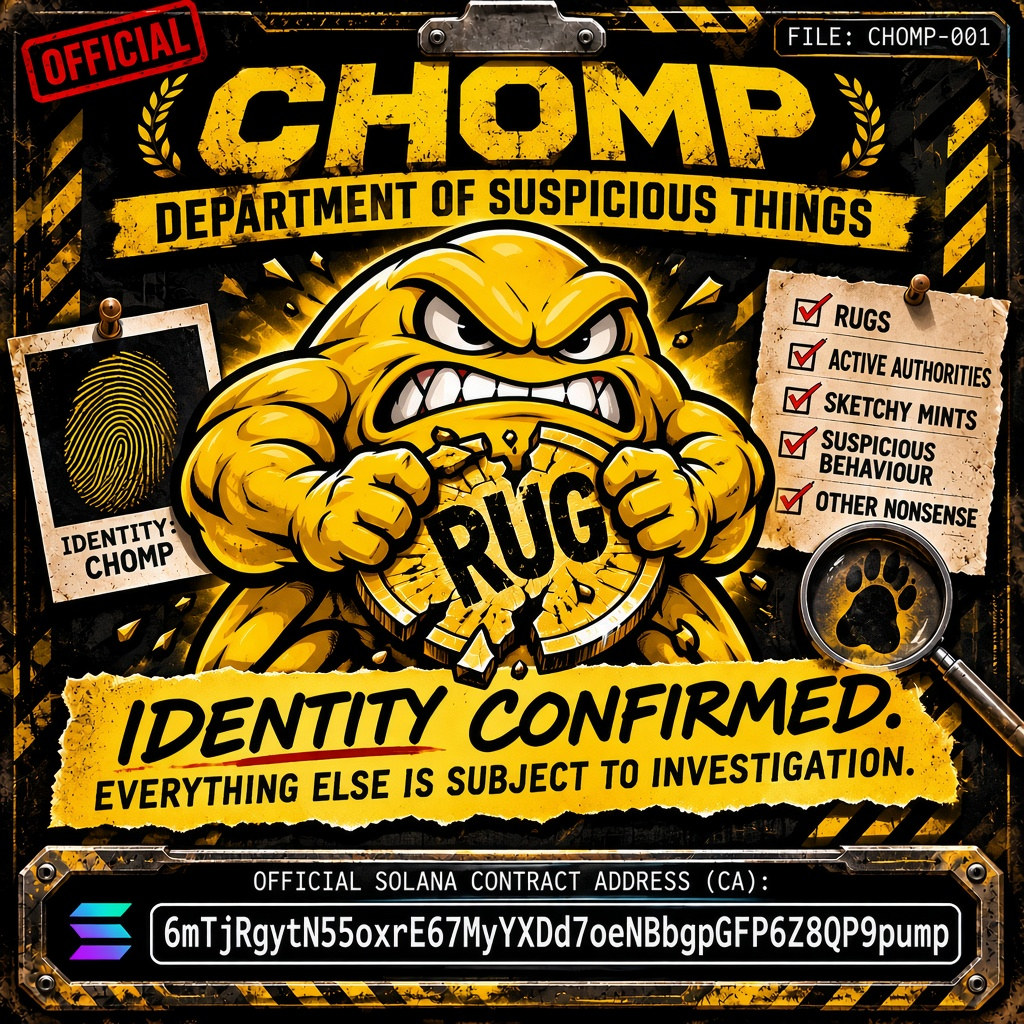 OFFICIAL
FILE: CHOMP-001
CHOMP
DEPARTMENT OF SUSPICIOUS THINGS
IDENTITY:
CHOMP
RUGS
ACTIVE AUTHORITIES
SKETCHY MINTS
SUSPICIOUS
BEHAVIOUR
OTHER NONSENSE
RUG
IDENTITY CONFIRMED.
EVERYTHING ELSE IS SUBJECT TO INVESTIGATION.
OFFICIAL SOLANA CONTRACT ADDRESS (CA):
6mTjRgytN55oxrE67MyYXDd7oeNBbgpGFP6Z8QP9pump